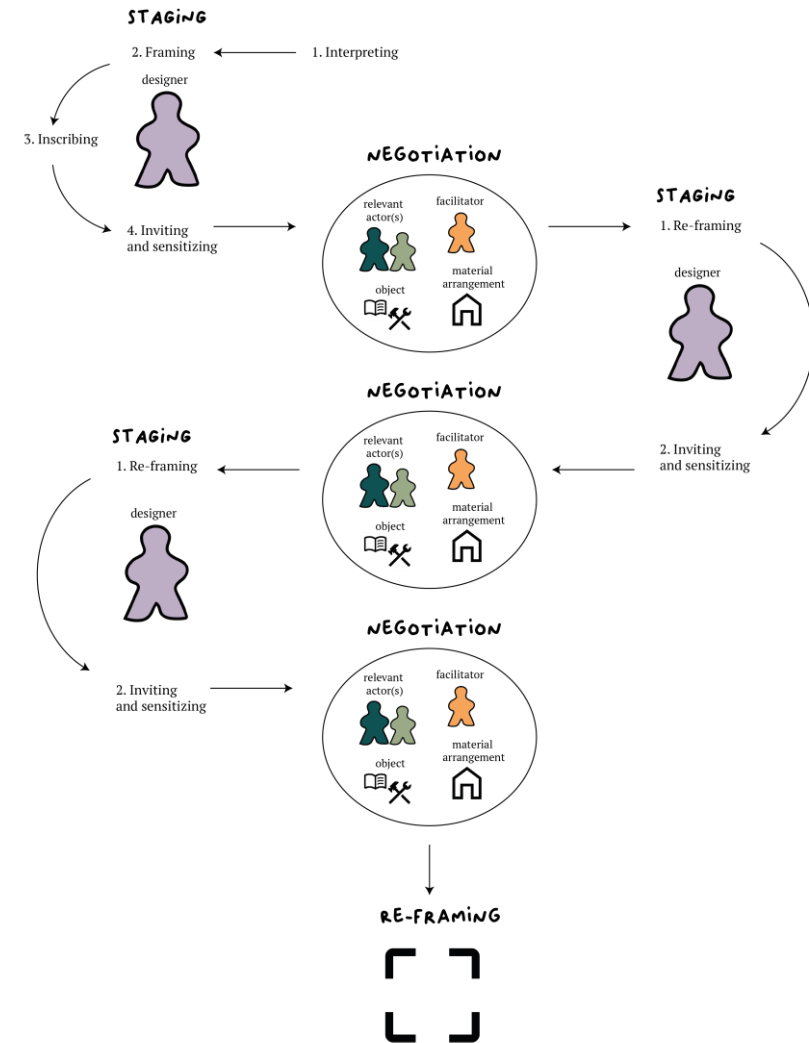 STAGING
2. Framing
1. Interpreting
designer
3. Inscribing
4. Inviting
and sensitizing
NEGOTIATION
relevant
actor(s)
facilitator
object
material
arrangement
STAGING
1. Re-framing
designer
2. Inviting
and sensitizing
NEGOTIATION
relevant
actor(s)
facilitator
object
material
arrangement
STAGING
1. Re-framing
designer
2. Inviting
and sensitizing
NEGOTIATION
relevant
actor(s)
facilitator
object
material
arrangement
RE-FRAMING